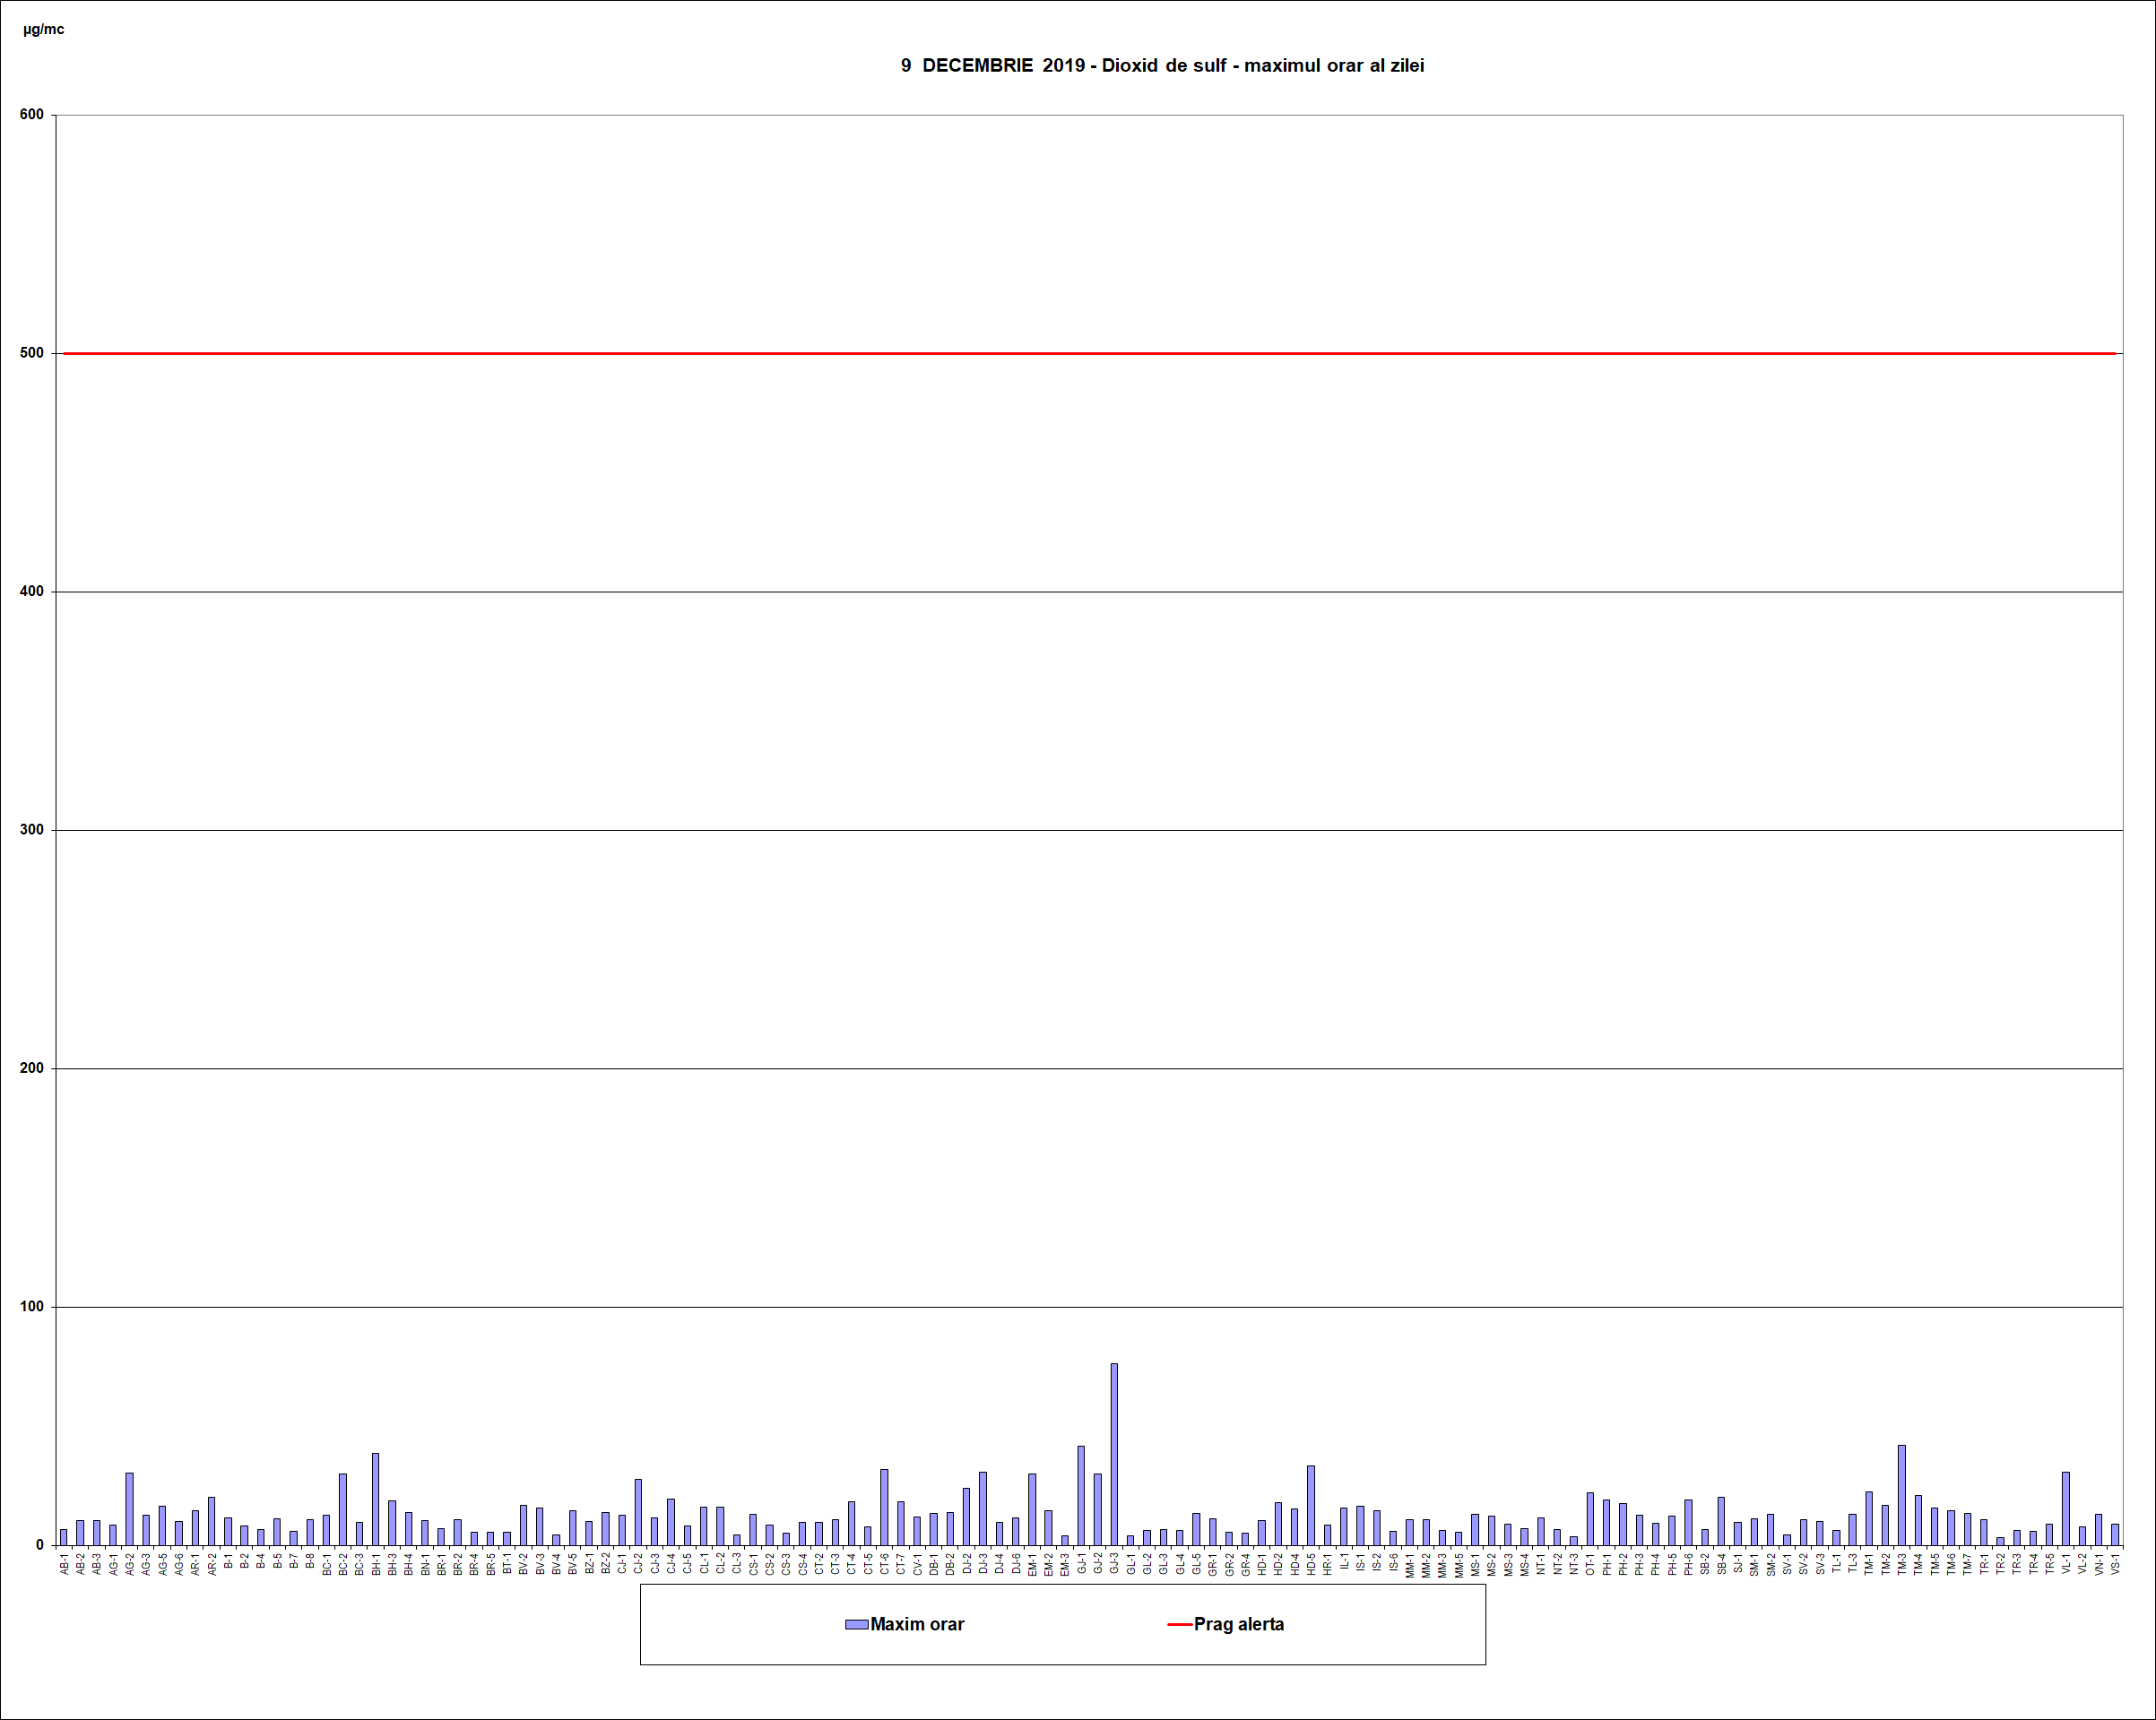 µg/mc
9 DECEMBRIE 2019 - Dioxid de sulf - maximul orar al zilei
600
500
400
300
200
100
0
AB-1 AB-2 AB-3 AG-1 AG-2 AG-3 AG-5 AG-6 AR-1 AR-2 B-1 B-2 B-4 B-5 B-7 B-8 BC-1 BC-2 BC-3 BH-1 BH-3 BH-4 BN-1 BR-1 BR-2 BR-4 BR-5 BT-1 BV-2 BV-3 BV-4 BV-5 BZ-1 BZ-2 CJ-1 CJ-2 CJ-3 CJ-4 CJ-5 CL-1 CL-2 CL-3 CS-1 CS-2 CS-3 CS-4 CT-2 CT-3 CT-4 CT-5 CT-6 CT-7 CV-1 DB-1 DB-2 DJ-2 DJ-3 DJ-4 DJ-6 EM-1 EM-2 EM-3 GJ-1 GJ-2 GJ-3 GL-1 GL-2 GL-3 GL-4 GL-5 GR-1 GR-2 GR-4 HD-1 HD-2 HD-4 HD-5 HR-1 IL-1 IS-1 IS-2 IS-6 MM-1 MM-2 MM-3 MM-5 MS-1 MS-2 MS-3 MS-4 NT-1 NT-2 NT-3 OT-1 PH-1 PH-2 PH-3 PH-4 PH-5 PH-6 SB-2 SB-4 SJ-1 SM-1 SM-2 SV-1 SV-2 SV-3 TL-1 TL-3 TM-1 TM-2 TM-3 TM-4 TM-5 TM-6 TM-7 TR-1 TR-2 TR-3 TR-4 TR-5 VL-1 VL-2 VN-1 VS-1
Maxim orar Prag alerta